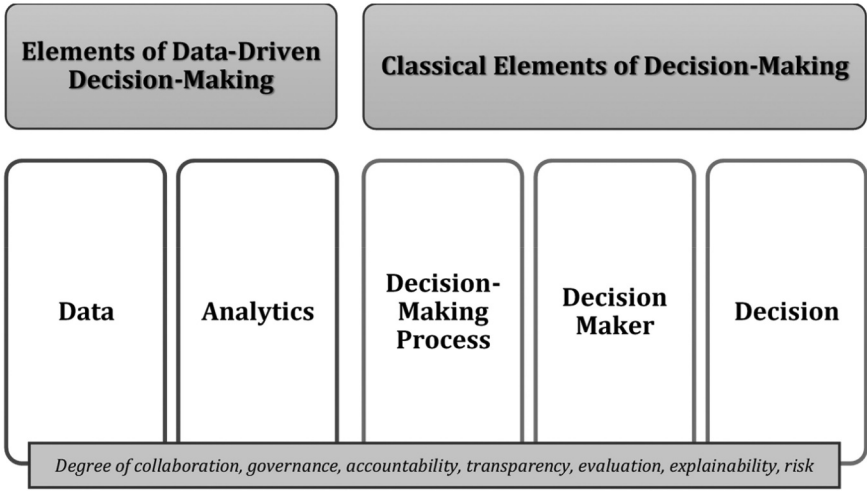 Elements of Data-Driven
Decision-Making
Classical Elements of Decision-Making
Data
Analytics
Decision-
Making
Process
Decision
Maker
Decision
Degree of collaboration, governance, accountability, transparency, evaluation, explainability, risk